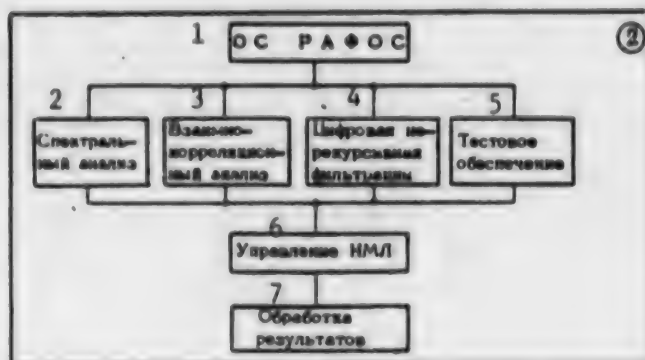 1
ОС РАФОС
②
2
3
4
5
Спектраль-
ный анализ
Взаимно-
корреляцион-
ный анализ
Цифровая не-
рекурсивная
фильтрация
Тестовое
обеспечение
6
Управление НМЛ
7
Обработка
результатов